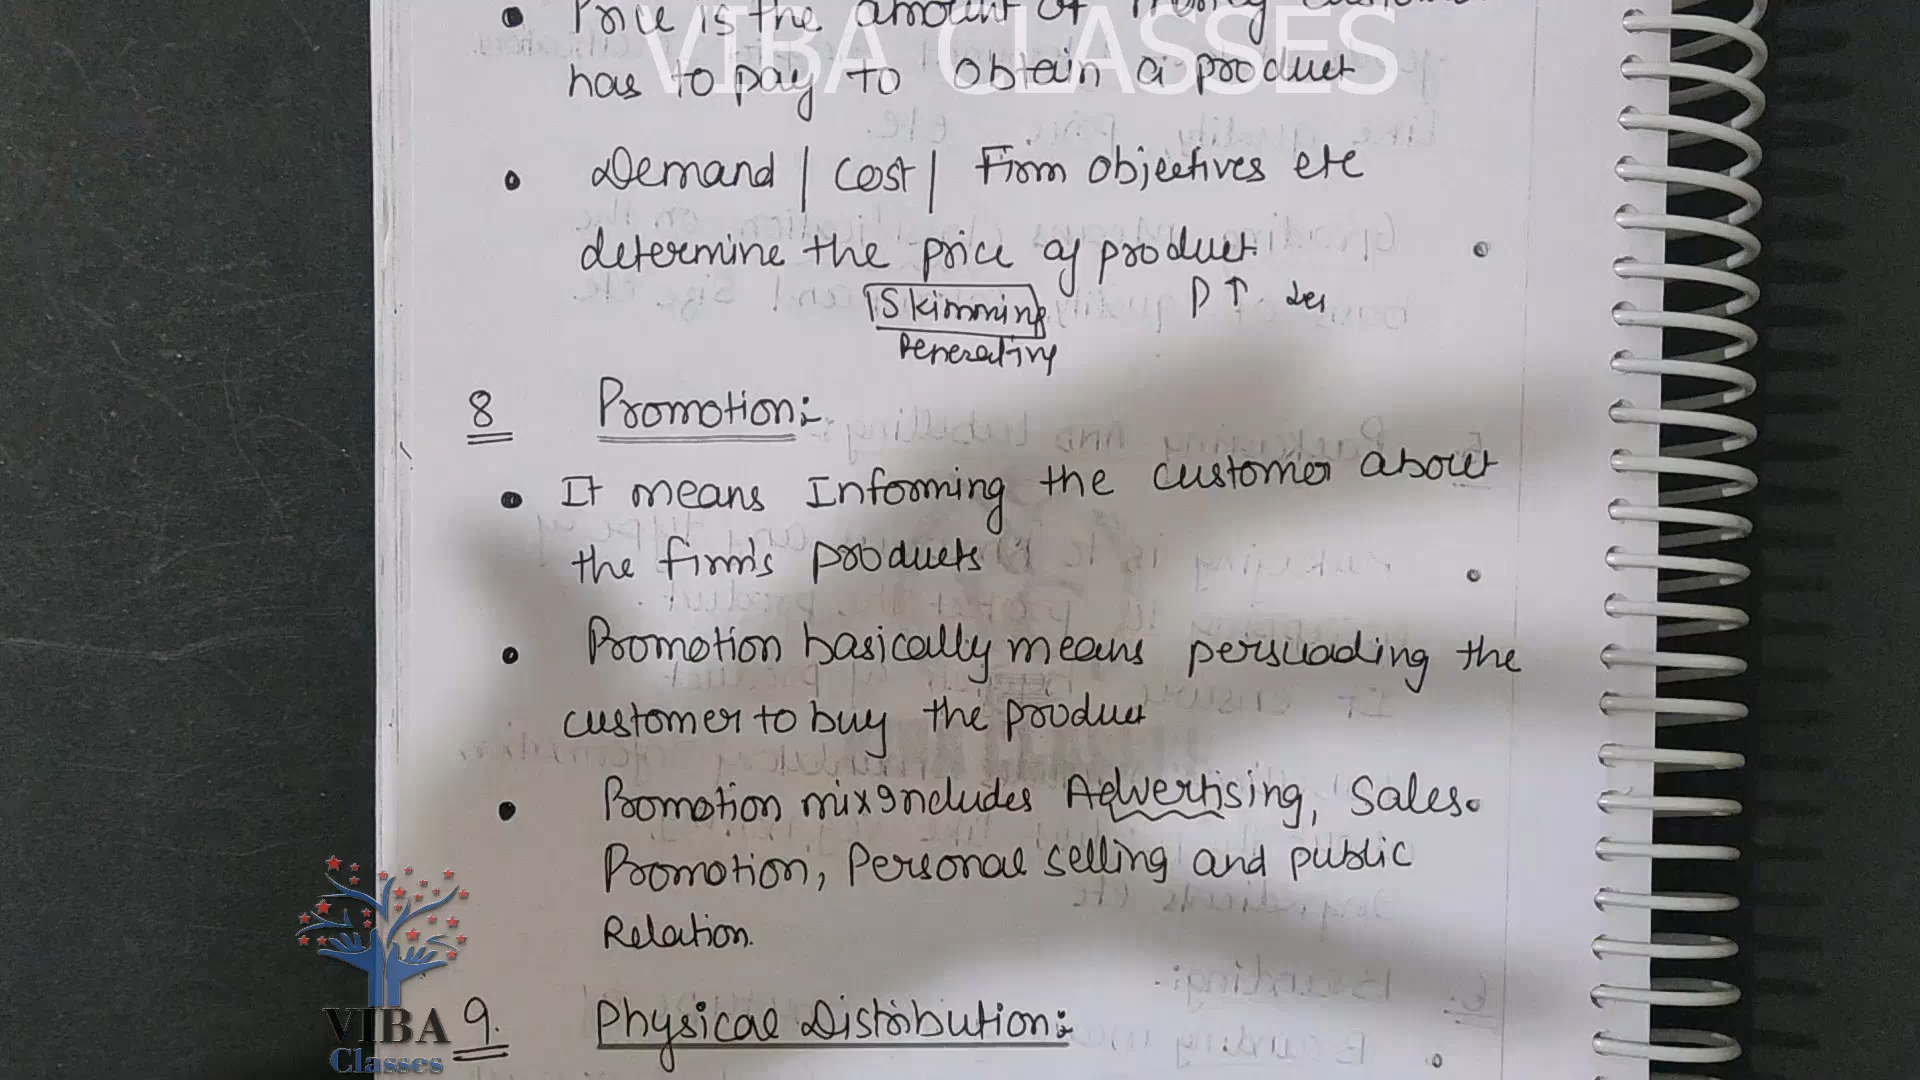 • Price is the amount of money
VIBA CLASSES
has to pay to obtain a product
• Demand | cost | Firm objectives etc
determine the price of product.
Skimming P ↑
Penerating
8 Promotion:-
• It means Informing the customer about
the firm's products
• Promotion basically means persuading the
customer to buy the product
• Promotion mix Includes Advertising, Sales
Promotion, Personal selling and public
Relation.
9. Physical Distribution:-
VIBA
Classes